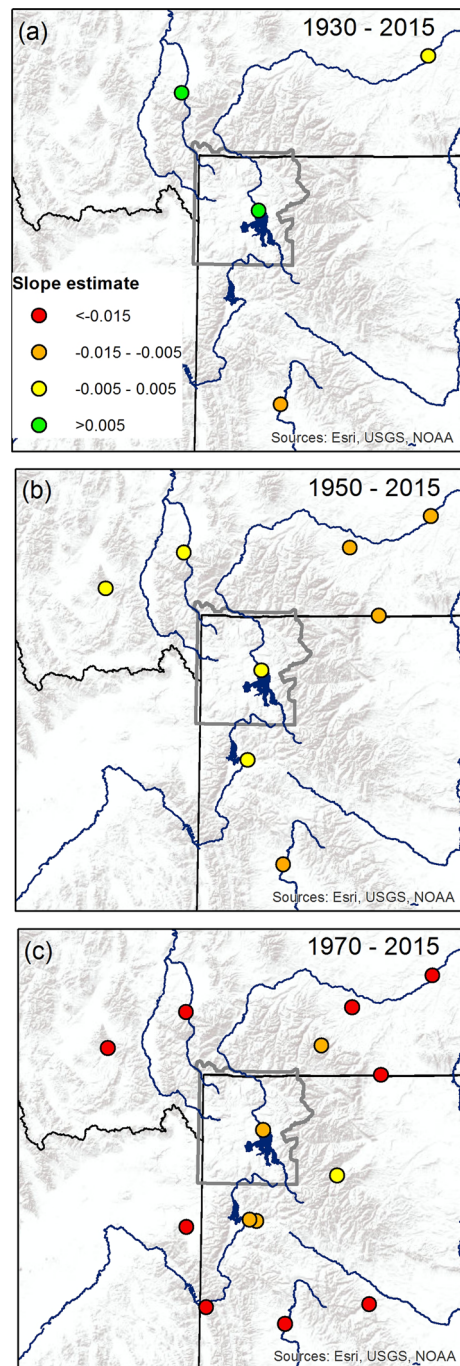 (a)
1930 - 2015
Slope estimate
<-0.015
-0.015 - -0.005
-0.005 - 0.005
>0.005
Sources: Esri, USGS, NOAA
(b)
1950 - 2015
Sources: Esri, USGS, NOAA
(c)
1970 - 2015
Sources: Esri, USGS, NOAA